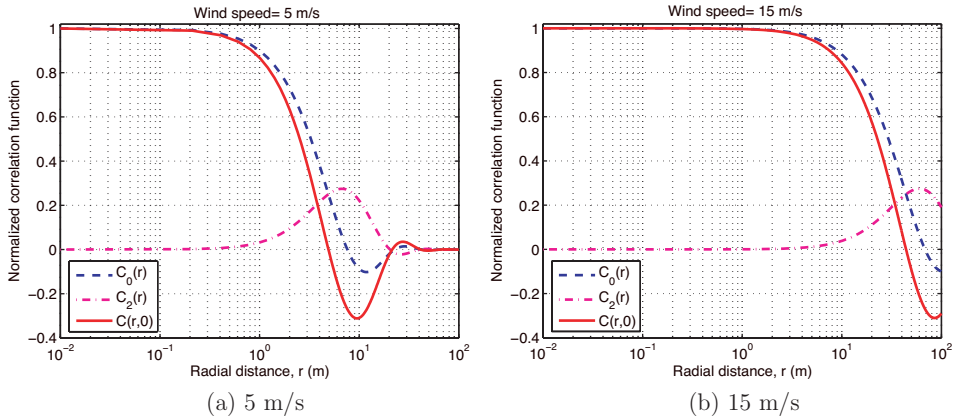 Wind speed= 5 m/s
Normalized correlation function
1
0.8
0.6
0.4
0.2
0
−0.2
−0.4
C₀(r)
C₂(r)
C(r,0)
10⁻² 10⁻¹ 10⁰ 10¹ 10²
Radial distance, r (m)
(a) 5 m/s
Wind speed= 15 m/s
Normalized correlation function
1
0.8
0.6
0.4
0.2
0
−0.2
−0.4
C₀(r)
C₂(r)
C(r,0)
10⁻² 10⁻¹ 10⁰ 10¹ 10²
Radial distance, r (m)
(b) 15 m/s